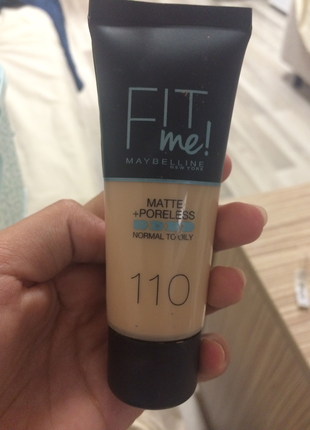 FIT
me!
MAYBELLINE
NEW YORK
MATTE
+PORELESS
NORMAL TO OILY
110